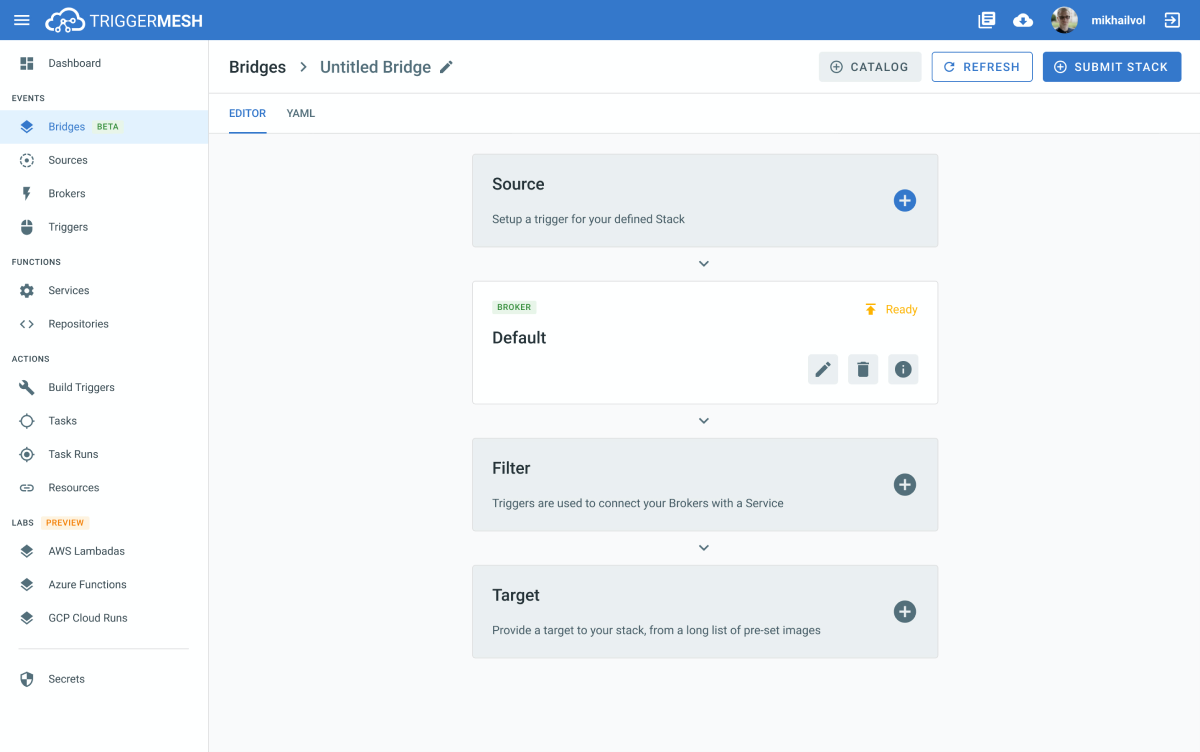 TRIGGERMESH
mikhailvol
Dashboard
EVENTS
Bridges BETA
Sources
Brokers
Triggers
FUNCTIONS
Services
Repositories
ACTIONS
Build Triggers
Tasks
Task Runs
Resources
LABS PREVIEW
AWS Lambadas
Azure Functions
GCP Cloud Runs
Secrets
Bridges > Untitled Bridge
CATALOG
REFRESH
SUBMIT STACK
EDITOR YAML
Source
Setup a trigger for your defined Stack
BROKER
Ready
Default
Filter
Triggers are used to connect your Brokers with a Service
Target
Provide a target to your stack, from a long list of pre-set images